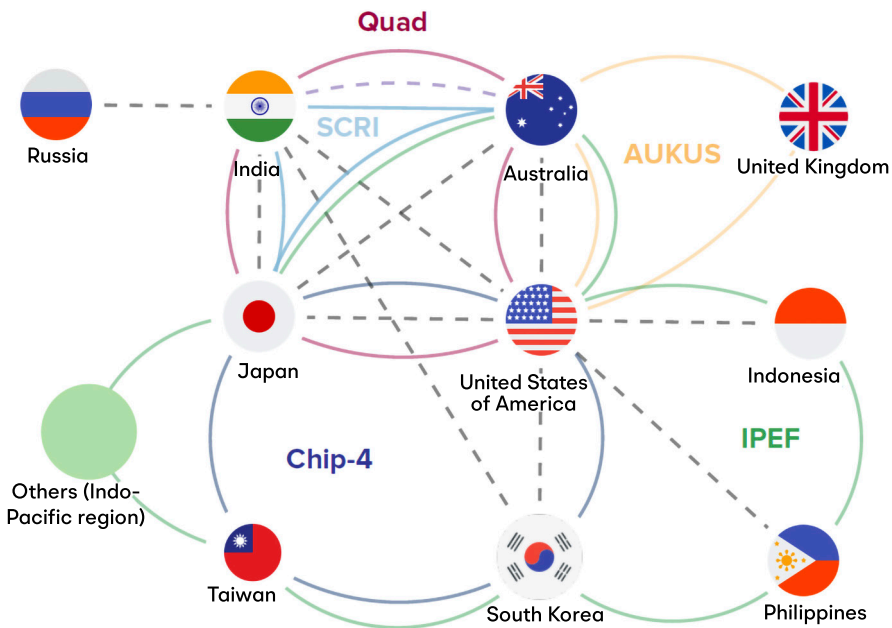 Quad
Russia
India
SCRI
Australia
AUKUS
United Kingdom
Japan
United States
of America
Indonesia
Chip-4
IPEF
Others (Indo-
Pacific region)
Taiwan
South Korea
Philippines